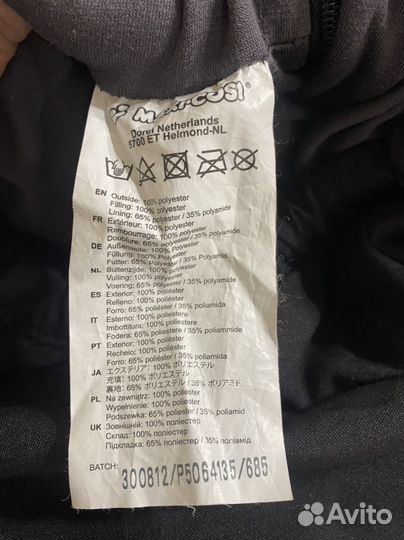 MAXI-COSI®
Dorel Netherlands
5700 ET Helmond-NL
EN Outside: 100% polyester
Filling: 100% polyester
Lining: 65% polyester / 35% polyamide
FR Extérieur: 100% polyester
Rembourrage: 100% polyester
Doublure: 65% polyester / 35% polyamide
DE Außenseite: 100% Polyester
Füllung: 100% Polyester
Futter: 65% Polyester / 35% Polyamid
NL Buitenzijde: 100% polyester
Vulling: 100% polyester
Voering: 65% polyester / 35% polyamide
ES Exterior: 100% poliéster
Relleno: 100% poliéster
Forro: 65% poliéster / 35% poliamida
IT Esterno: 100% poliestere
Imbottitura: 100% poliestere
Fodera: 65% poliestere / 35% poliammide
PT Exterior: 100% poliéster
Recheio: 100% poliéster
Forro: 65% poliéster / 35% poliamida
JA エクステリア: 100% ポリエステル
充填: 100% ポリエステル
裏地: 65% ポリエステル / 35% ポリアミド
PL Na zewnątrz: 100% poliester
Wypełnienie: 100% poliester
Podszewka: 65% poliester / 35% poliamid
UK Зовнішній: 100% поліестер
Склад: 100% поліестер
Підкладка: 65% поліестер / 35% поліамід
BATCH: 300812/P5064135/685
Avito